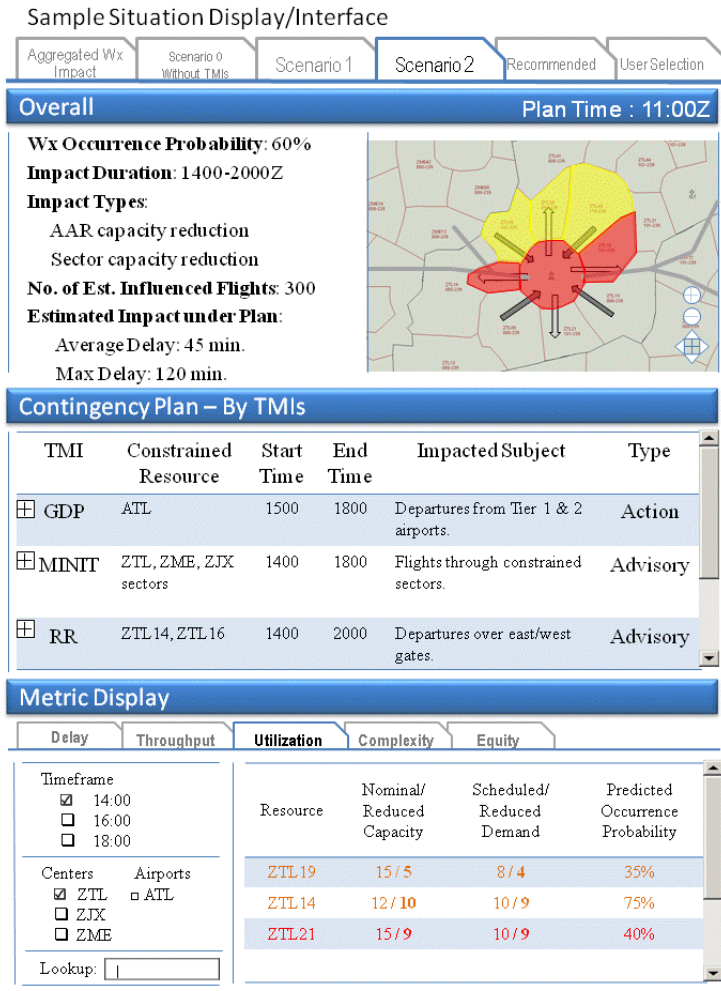 Sample Situation Display/Interface
Aggregated Wx Impact
Scenario 0 Without TMIs
Scenario 1
Scenario 2
Recommended
User Selection
Overall
Plan Time : 11:00Z
Wx Occurrence Probability: 60%
Impact Duration: 1400-2000Z
Impact Types:
AAR capacity reduction
Sector capacity reduction
No. of Est. Influenced Flights: 300
Estimated Impact under Plan:
Average Delay: 45 min.
Max Delay: 120 min.
Contingency Plan – By TMIs
TMI Constrained Resource Start Time End Time Impacted Subject Type
GDP ATL 1500 1800 Departures from Tier 1 & 2 airports. Action
MINIT ZTL, ZME, ZJX sectors 1400 1800 Flights through constrained sectors. Advisory
RR ZTL14, ZTL16 1400 2000 Departures over east/west gates. Advisory
Metric Display
Delay
Throughput
Utilization
Complexity
Equity
Timeframe
14:00
16:00
18:00
Centers Airports
ZTL ATL
ZJX
ZME
Lookup:
Resource Nominal/ Reduced Capacity Scheduled/ Reduced Demand Predicted Occurrence Probability
ZTL19 15/5 8/4 35%
ZTL14 12/10 10/9 75%
ZTL21 15/9 10/9 40%